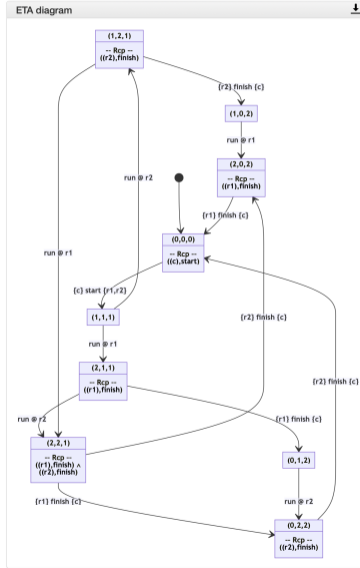 ETA diagram
(1,2,1)
-- Rcp --
((r2),finish)
{r2} finish {c}
(1,0,2)
run @ r1
(2,0,2)
-- Rcp --
((r1),finish)
run @ r2
{r1} finish {c}
(0,0,0)
-- Rcp --
((c),start)
run @ r1
{c} start {r1,r2}
(1,1,1)
{r2} finish {c}
run @ r1
(2,1,1)
-- Rcp --
((r1),finish)
{r2} finish {c}
run @ r2
{r1} finish {c}
(2,2,1)
-- Rcp --
((r1),finish) ∧
((r2),finish)
(0,1,2)
{r1} finish {c}
run @ r2
(0,2,2)
-- Rcp --
((r2),finish)